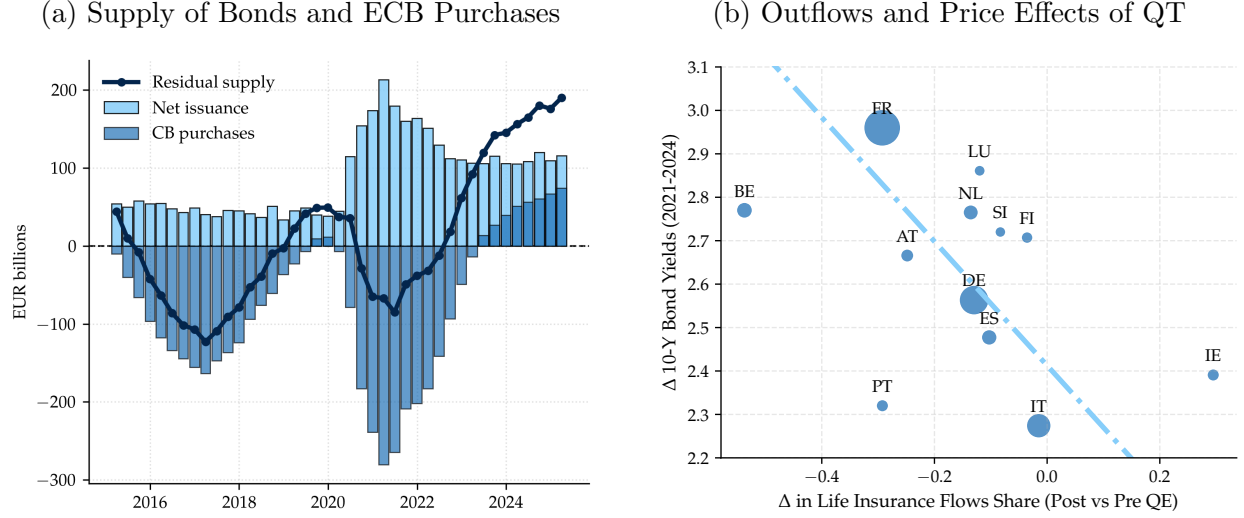 (a) Supply of Bonds and ECB Purchases
Residual supply
Net issuance
CB purchases
EUR billions
200
100
0
−100
−200
−300
2016
2018
2020
2022
2024
(b) Outflows and Price Effects of QT
Δ 10-Y Bond Yields (2021-2024)
3.1
3.0
2.9
2.8
2.7
2.6
2.5
2.4
2.3
2.2
FR
LU
BE
NL
SI
FI
AT
DE
ES
IE
PT
IT
−0.4
−0.2
0.0
0.2
Δ in Life Insurance Flows Share (Post vs Pre QE)